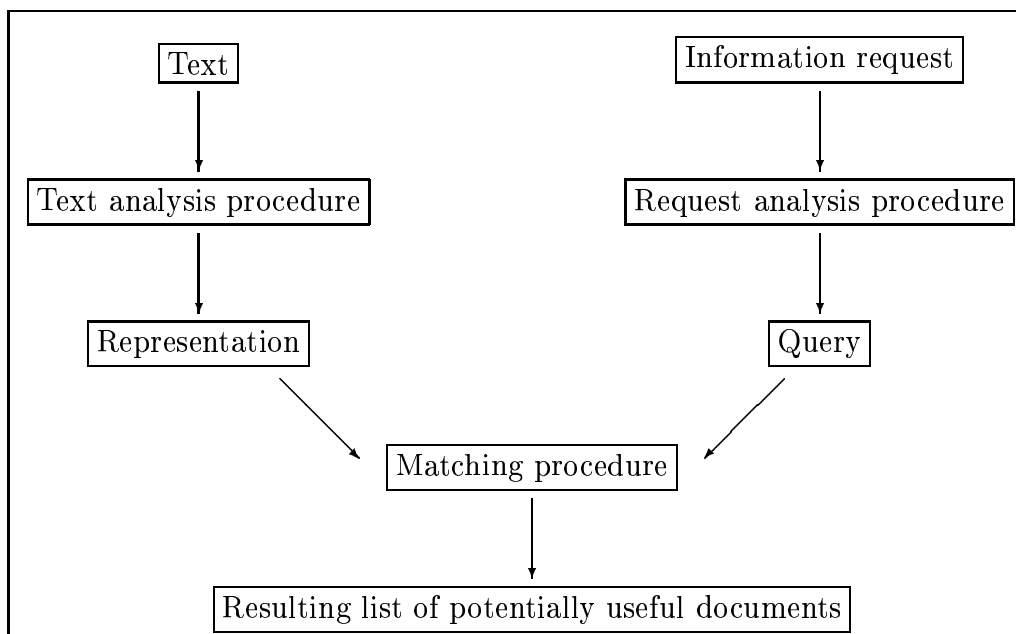 Text
Information request
Text analysis procedure
Request analysis procedure
Representation
Query
Matching procedure
Resulting list of potentially useful documents